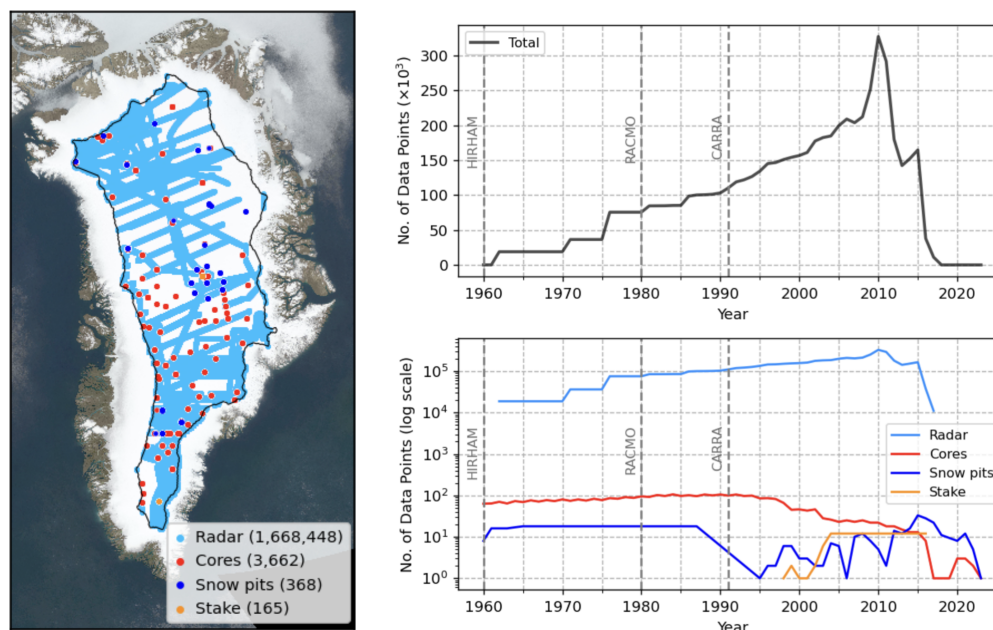 Radar (1,668,448)
Cores (3,662)
Snow pits (368)
Stake (165)
Total
No. of Data Points (×10³)
300
250
200
150
100
50
0
HIRHAM
RACMO
CARRA
1960 1970 1980 1990 2000 2010 2020
Year
No. of Data Points (log scale)
10⁵
10⁴
10³
10²
10¹
10⁰
HIRHAM
RACMO
CARRA
Radar
Cores
Snow pits
Stake
1960 1970 1980 1990 2000 2010 2020
Year